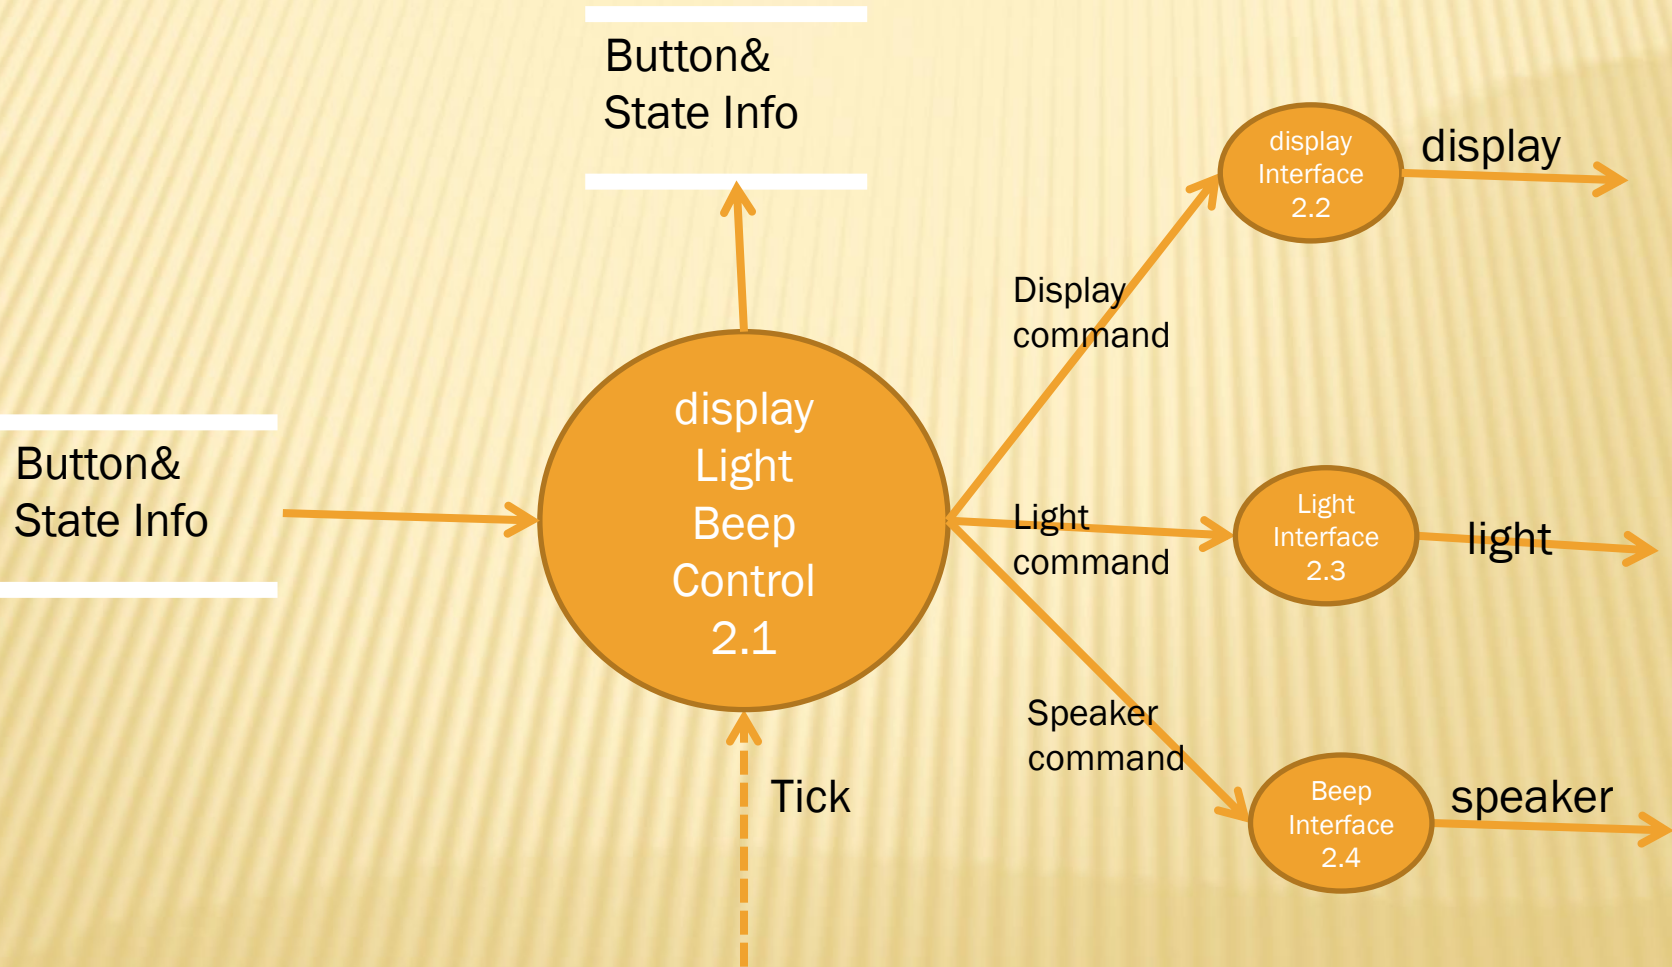 Button&
State Info
display
Interface
2.2
display
Display
command
display
Light
Beep
Control
2.1
Button&
State Info
Light
command
Light
Interface
2.3
light
Speaker
command
Tick
Beep
Interface
2.4
speaker